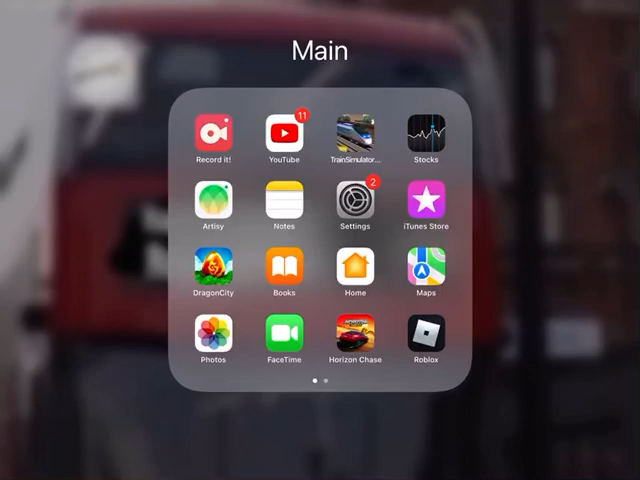 Main
11
Record it!
YouTube
TrainSimulator...
Stocks
2
Artisy
Notes
Settings
iTunes Store
DragonCity
Books
Home
Maps
Photos
FaceTime
Horizon Chase
Roblox